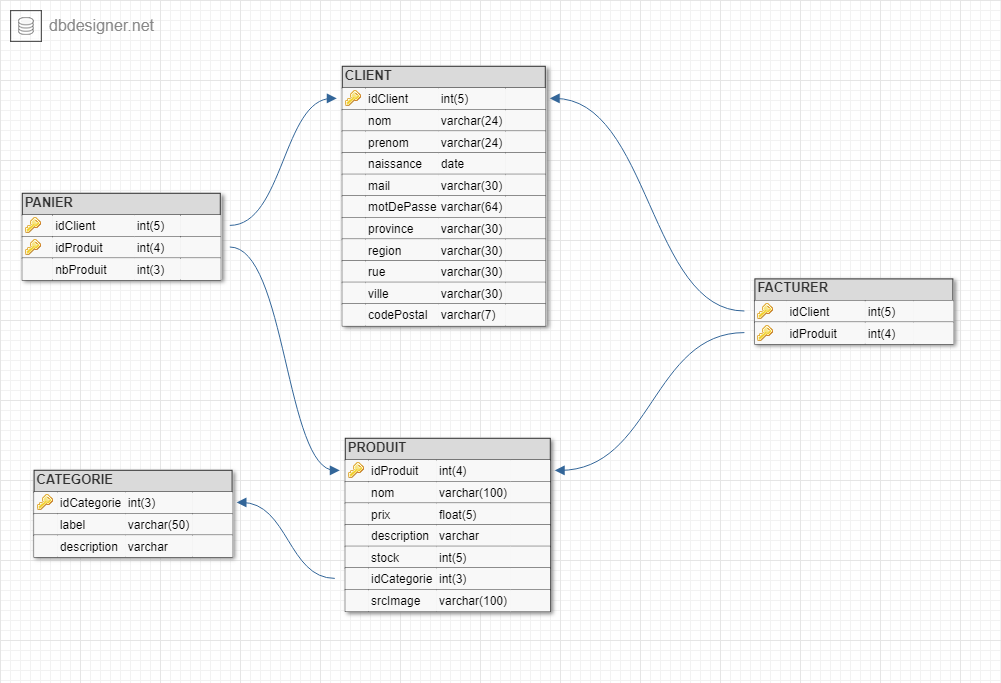 dbdesigner.net
CLIENT
idClient int(5)
nom varchar(24)
prenom varchar(24)
naissance date
mail varchar(30)
motDePasse varchar(64)
province varchar(30)
region varchar(30)
rue varchar(30)
ville varchar(30)
codePostal varchar(7)
PANIER
idClient int(5)
idProduit int(4)
nbProduit int(3)
FACTURER
idClient int(5)
idProduit int(4)
PRODUIT
idProduit int(4)
nom varchar(100)
prix float(5)
description varchar
stock int(5)
idCategorie int(3)
srcImage varchar(100)
CATEGORIE
idCategorie int(3)
label varchar(50)
description varchar